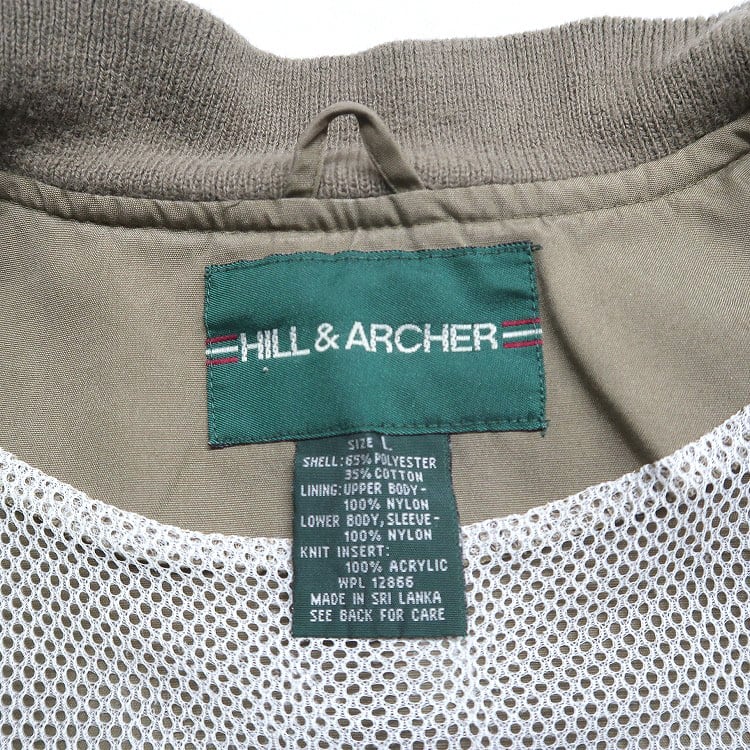 HILL & ARCHER
SIZE L
SHELL: 65% POLYESTER
35% COTTON
LINING: UPPER BODY-
100% NYLON
LOWER BODY, SLEEVE-
100% NYLON
KNIT INSERT:
100% ACRYLIC
WPL 12866
MADE IN SRI LANKA
SEE BACK FOR CARE